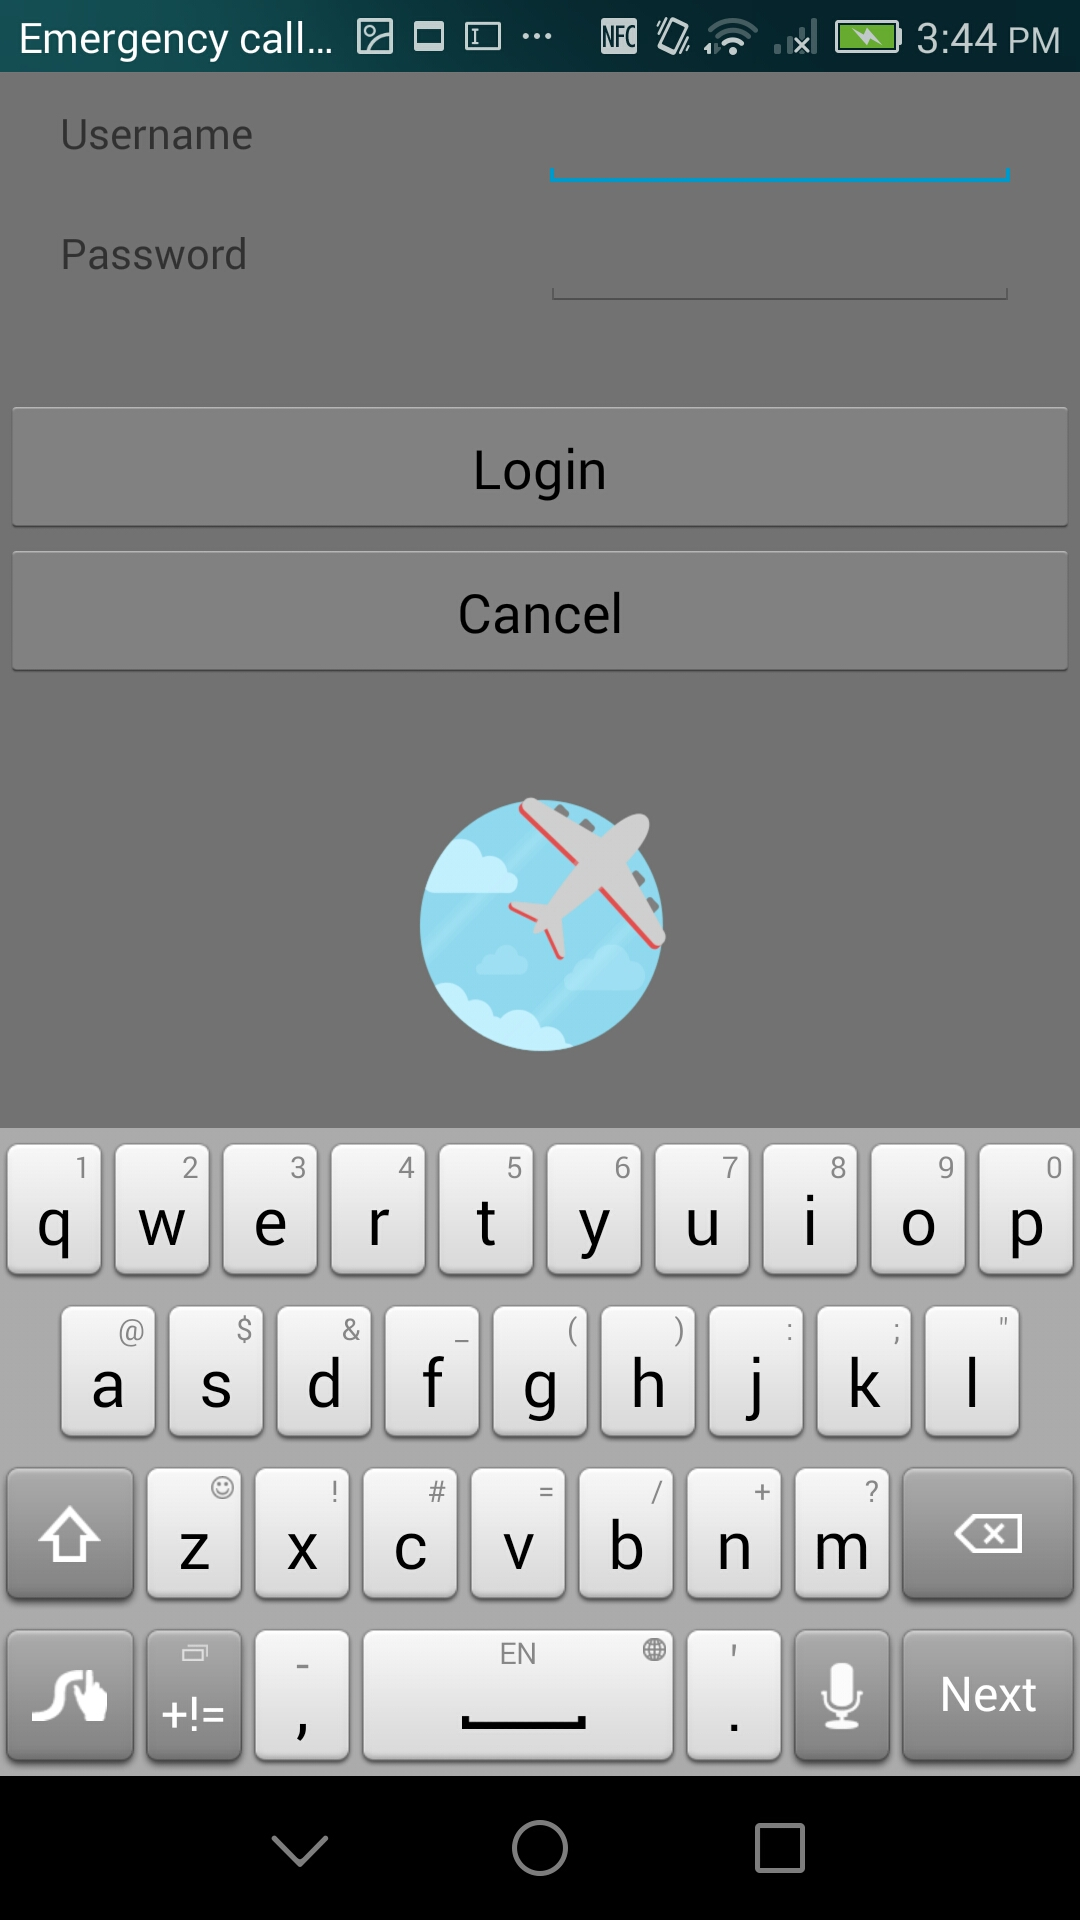 Emergency call... NFC 3:44 PM
Username
Password
Login
Cancel
1 2 3 4 5 6 7 8 9 0
q w e r t y u i o p
@ $ & _ ( ) : ; "
a s d f g h j k l
! # = / + ?
z x c v b n m
- EN '
+!= , . Next